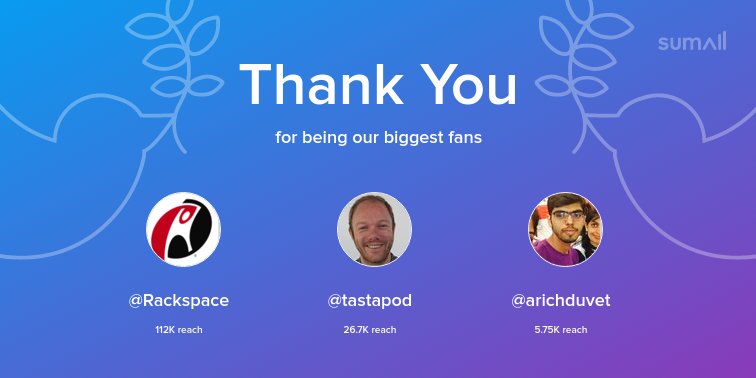 sumall
Thank You
for being our biggest fans
@Rackspace
@tastapod
@arichduvet
112K reach
26.7K reach
5.75K reach